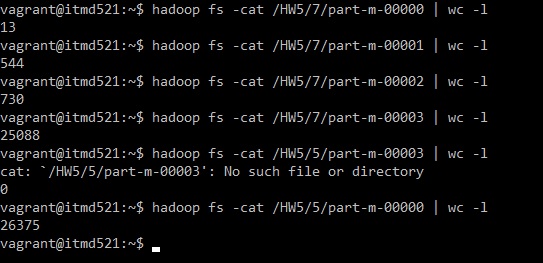 vagrant@itmd521:~$ hadoop fs -cat /HW5/7/part-m-00000 | wc -l
13
vagrant@itmd521:~$ hadoop fs -cat /HW5/7/part-m-00001 | wc -l
544
vagrant@itmd521:~$ hadoop fs -cat /HW5/7/part-m-00002 | wc -l
730
vagrant@itmd521:~$ hadoop fs -cat /HW5/7/part-m-00003 | wc -l
25088
vagrant@itmd521:~$ hadoop fs -cat /HW5/5/part-m-00003 | wc -l
cat: `/HW5/5/part-m-00003': No such file or directory
0
vagrant@itmd521:~$ hadoop fs -cat /HW5/5/part-m-00000 | wc -l
26375
vagrant@itmd521:~$